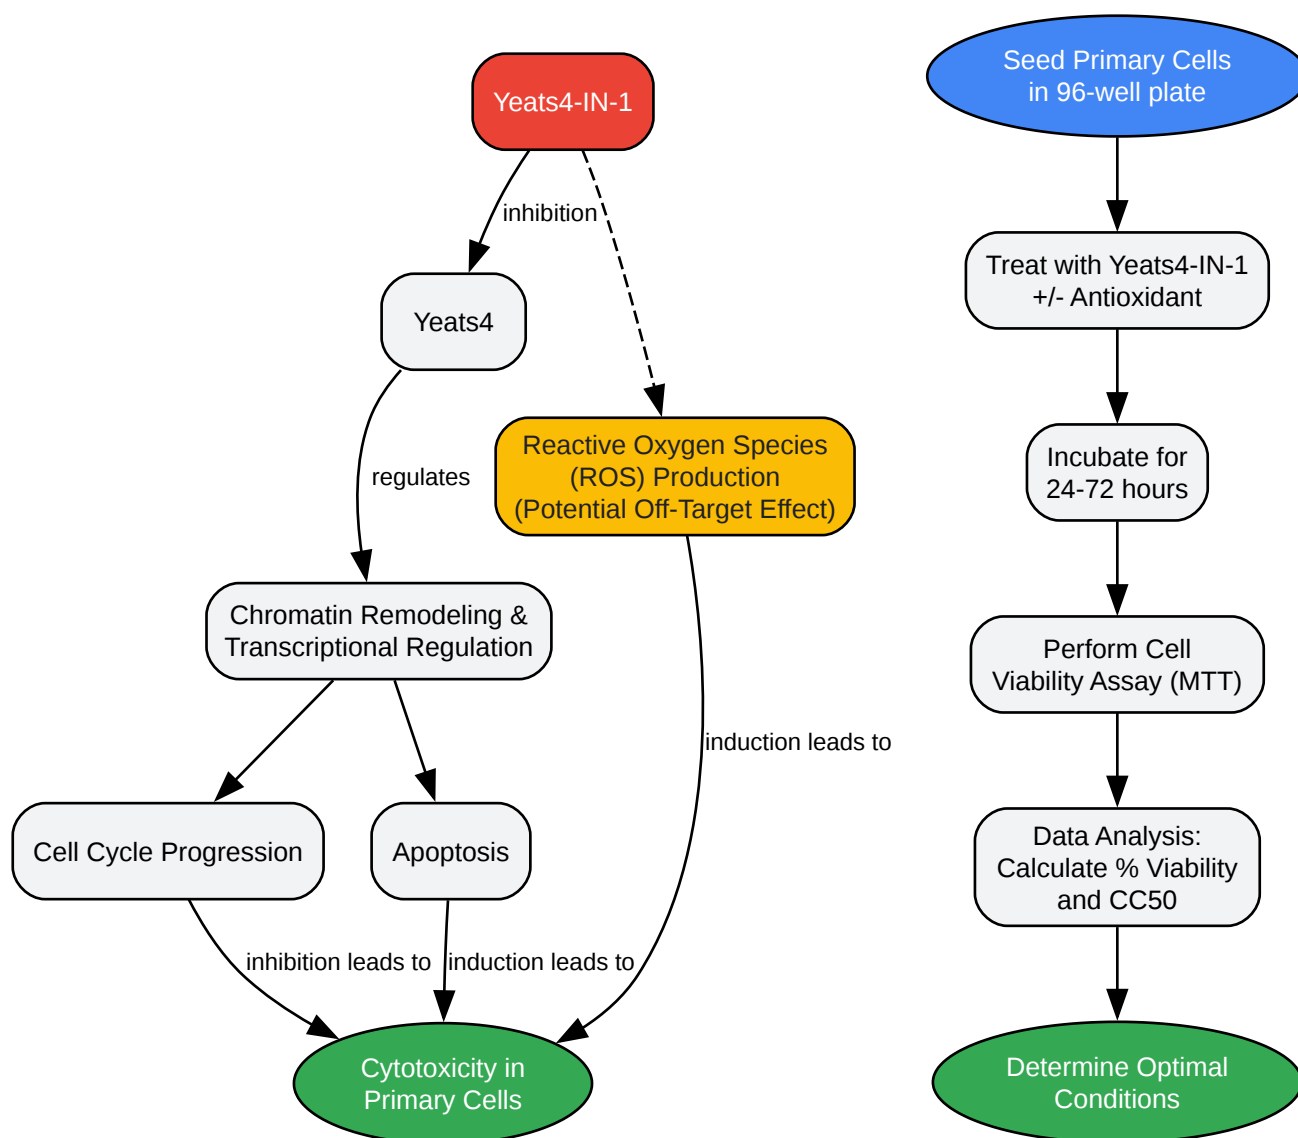 Yeats4-IN-1
inhibition
Yeats4
regulates
Reactive Oxygen Species
(ROS) Production
(Potential Off-Target Effect)
Chromatin Remodeling &
Transcriptional Regulation
induction leads to
Cell Cycle Progression
Apoptosis
inhibition leads to
induction leads to
Cytotoxicity in
Primary Cells
Seed Primary Cells
in 96-well plate
Treat with Yeats4-IN-1
+/- Antioxidant
Incubate for
24-72 hours
Perform Cell
Viability Assay (MTT)
Data Analysis:
Calculate % Viability
and CC50
Determine Optimal
Conditions